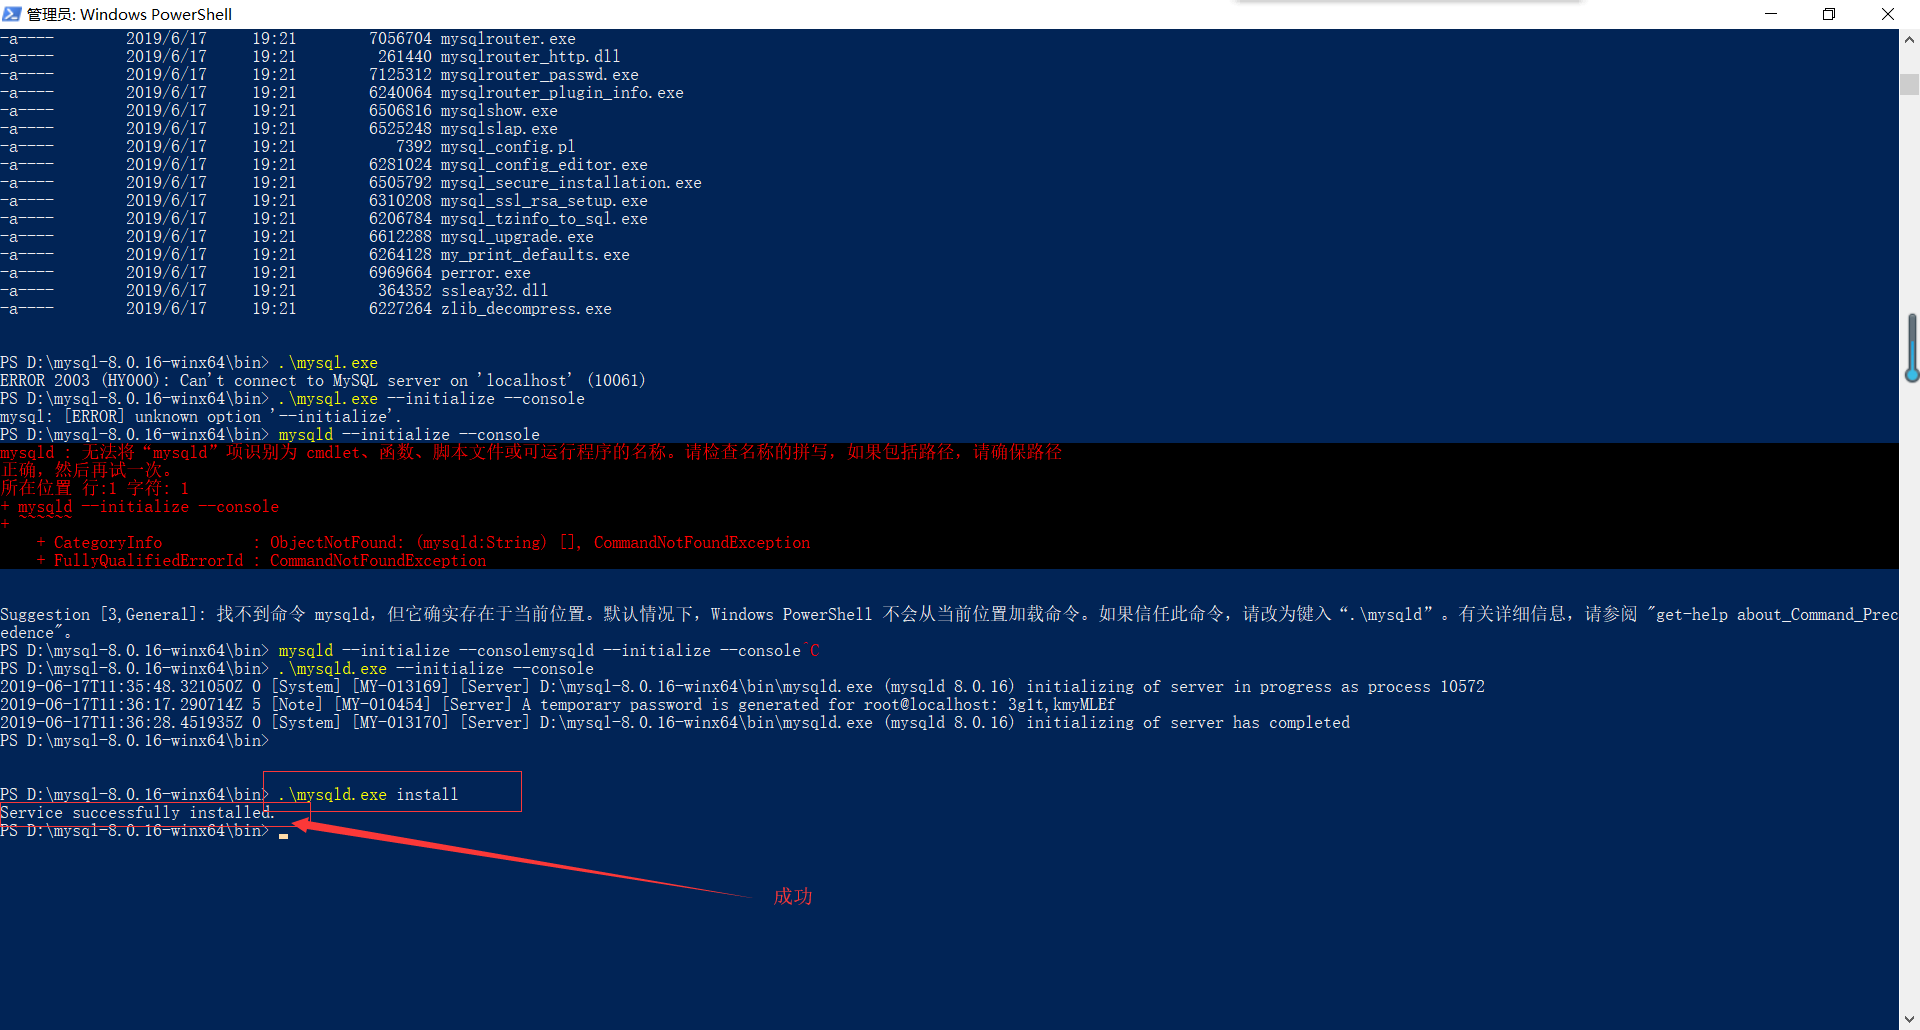 管理员: Windows PowerShell
-a---- 2019/6/17 19:21 7056704 mysqlrouter.exe
-a---- 2019/6/17 19:21 261440 mysqlrouter_http.dll
-a---- 2019/6/17 19:21 7125312 mysqlrouter_passwd.exe
-a---- 2019/6/17 19:21 6240064 mysqlrouter_plugin_info.exe
-a---- 2019/6/17 19:21 6506816 mysqlshow.exe
-a---- 2019/6/17 19:21 6525248 mysqlslap.exe
-a---- 2019/6/17 19:21 7392 mysql_config.pl
-a---- 2019/6/17 19:21 6281024 mysql_config_editor.exe
-a---- 2019/6/17 19:21 6505792 mysql_secure_installation.exe
-a---- 2019/6/17 19:21 6310208 mysql_ssl_rsa_setup.exe
-a---- 2019/6/17 19:21 6206784 mysql_tzinfo_to_sql.exe
-a---- 2019/6/17 19:21 6612288 mysql_upgrade.exe
-a---- 2019/6/17 19:21 6264128 my_print_defaults.exe
-a---- 2019/6/17 19:21 6969664 perror.exe
-a---- 2019/6/17 19:21 364352 ssleay32.dll
-a---- 2019/6/17 19:21 6227264 zlib_decompress.exe
PS D:\mysql-8.0.16-winx64\bin> .\mysql.exe
ERROR 2003 (HY000): Can't connect to MySQL server on 'localhost' (10061)
PS D:\mysql-8.0.16-winx64\bin> .\mysql.exe --initialize --console
mysql: [ERROR] unknown option '--initialize'.
PS D:\mysql-8.0.16-winx64\bin> mysqld --initialize --console
mysqld : 无法将“mysqld”项识别为 cmdlet、函数、脚本文件或可运行程序的名称。请检查名称的拼写，如果包括路径，请确保路径
正确，然后再试一次。
所在位置 行:1 字符: 1
+ mysqld --initialize --console
+ ~~~~~~
+ CategoryInfo : ObjectNotFound: (mysqld:String) [], CommandNotFoundException
+ FullyQualifiedErrorId : CommandNotFoundException
Suggestion [3,General]: 找不到命令 mysqld，但它确实存在于当前位置。默认情况下，Windows PowerShell 不会从当前位置加载命令。如果信任此命令，请改为键入“.\mysqld”。有关详细信息，请参阅 "get-help about_Command_Prec
edence"。
PS D:\mysql-8.0.16-winx64\bin> mysqld --initialize --consolemysqld --initialize --console^C
PS D:\mysql-8.0.16-winx64\bin> .\mysqld.exe --initialize --console
2019-06-17T11:35:48.321050Z 0 [System] [MY-013169] [Server] D:\mysql-8.0.16-winx64\bin\mysqld.exe (mysqld 8.0.16) initializing of server in progress as process 10572
2019-06-17T11:36:17.290714Z 5 [Note] [MY-010454] [Server] A temporary password is generated for root@localhost: 3g1t,kmyMLEf
2019-06-17T11:36:28.451935Z 0 [System] [MY-013170] [Server] D:\mysql-8.0.16-winx64\bin\mysqld.exe (mysqld 8.0.16) initializing of server has completed
PS D:\mysql-8.0.16-winx64\bin>
PS D:\mysql-8.0.16-winx64\bin> .\mysqld.exe install
Service successfully installed.
PS D:\mysql-8.0.16-winx64\bin>
成功